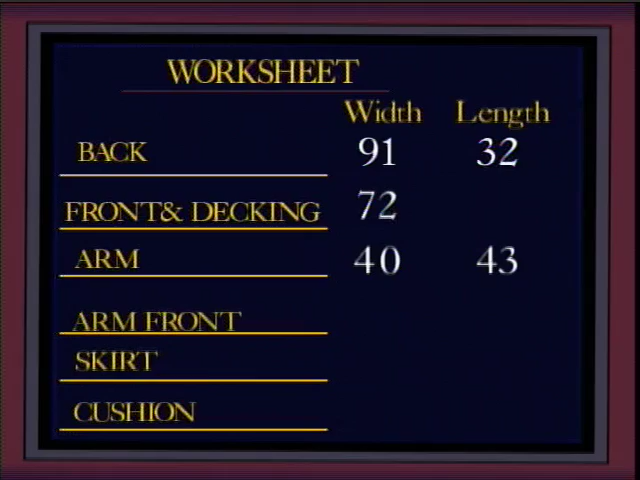 WORKSHEET
Width Length
BACK 91 32
FRONT& DECKING 72
ARM 40 43
ARM FRONT
SKIRT
CUSHION